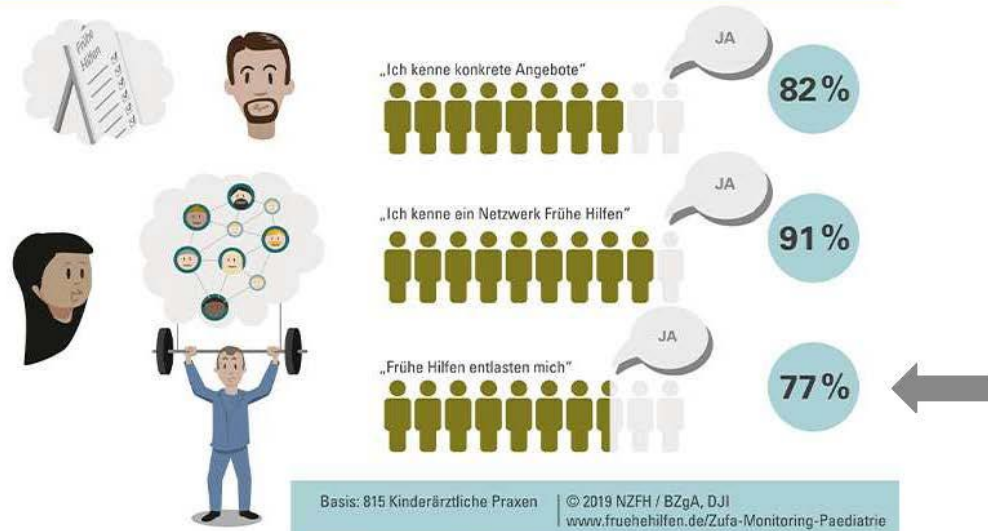 Frühe
Hilfen
„Ich kenne konkrete Angebote“
JA
82%
„Ich kenne ein Netzwerk Frühe Hilfen“
JA
91%
„Frühe Hilfen entlasten mich“
JA
77%
Basis: 815 Kinderärztliche Praxen
© 2019 NZFH / BZgA, DJI
www.fruehehilfen.de/Zufa-Monitoring-Paediatrie